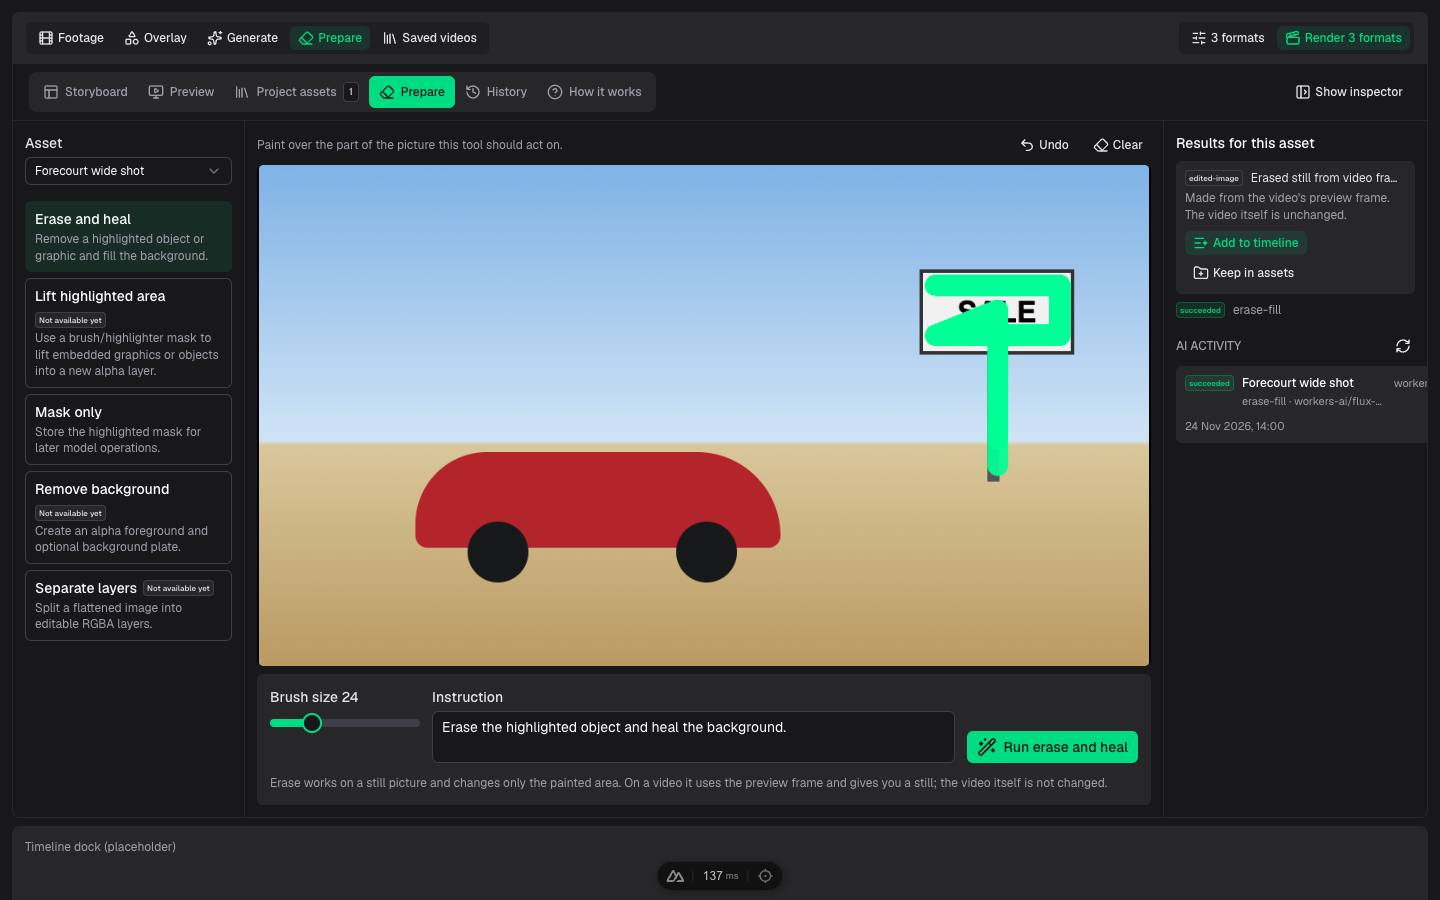 Footage
Overlay
Generate
Prepare
Saved videos
3 formats
Render 3 formats
Storyboard
Preview
Project assets 1
Prepare
History
How it works
Show inspector
Asset
Forecourt wide shot
Erase and heal
Remove a highlighted object or
graphic and fill the background.
Lift highlighted area
Not available yet
Use a brush/highlighter mask to
lift embedded graphics or objects
into a new alpha layer.
Mask only
Store the highlighted mask for
later model operations.
Remove background
Not available yet
Create an alpha foreground and
optional background plate.
Separate layers Not available yet
Split a flattened image into
editable RGBA layers.
Paint over the part of the picture this tool should act on.
Undo
Clear
SALE
Brush size 24
Instruction
Erase the highlighted object and heal the background.
Run erase and heal
Erase works on a still picture and changes only the painted area. On a video it uses the preview frame and gives you a still; the video itself is not changed.
Results for this asset
edited-image Erased still from video fra...
Made from the video's preview frame.
The video itself is unchanged.
Add to timeline
Keep in assets
succeeded erase-fill
AI ACTIVITY
succeeded Forecourt wide shot worker
erase-fill · workers-ai/flux-...
24 Nov 2026, 14:00
Timeline dock (placeholder)
137 ms